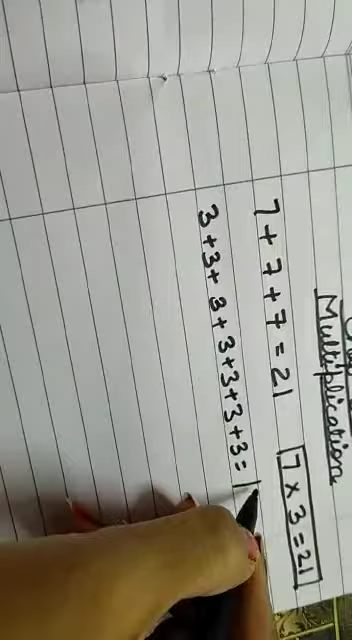 Multiplication
7 + 7 + 7 = 21 7 × 3 = 21
3 + 3 + 3 + 3 + 3 + 3 + 3 =